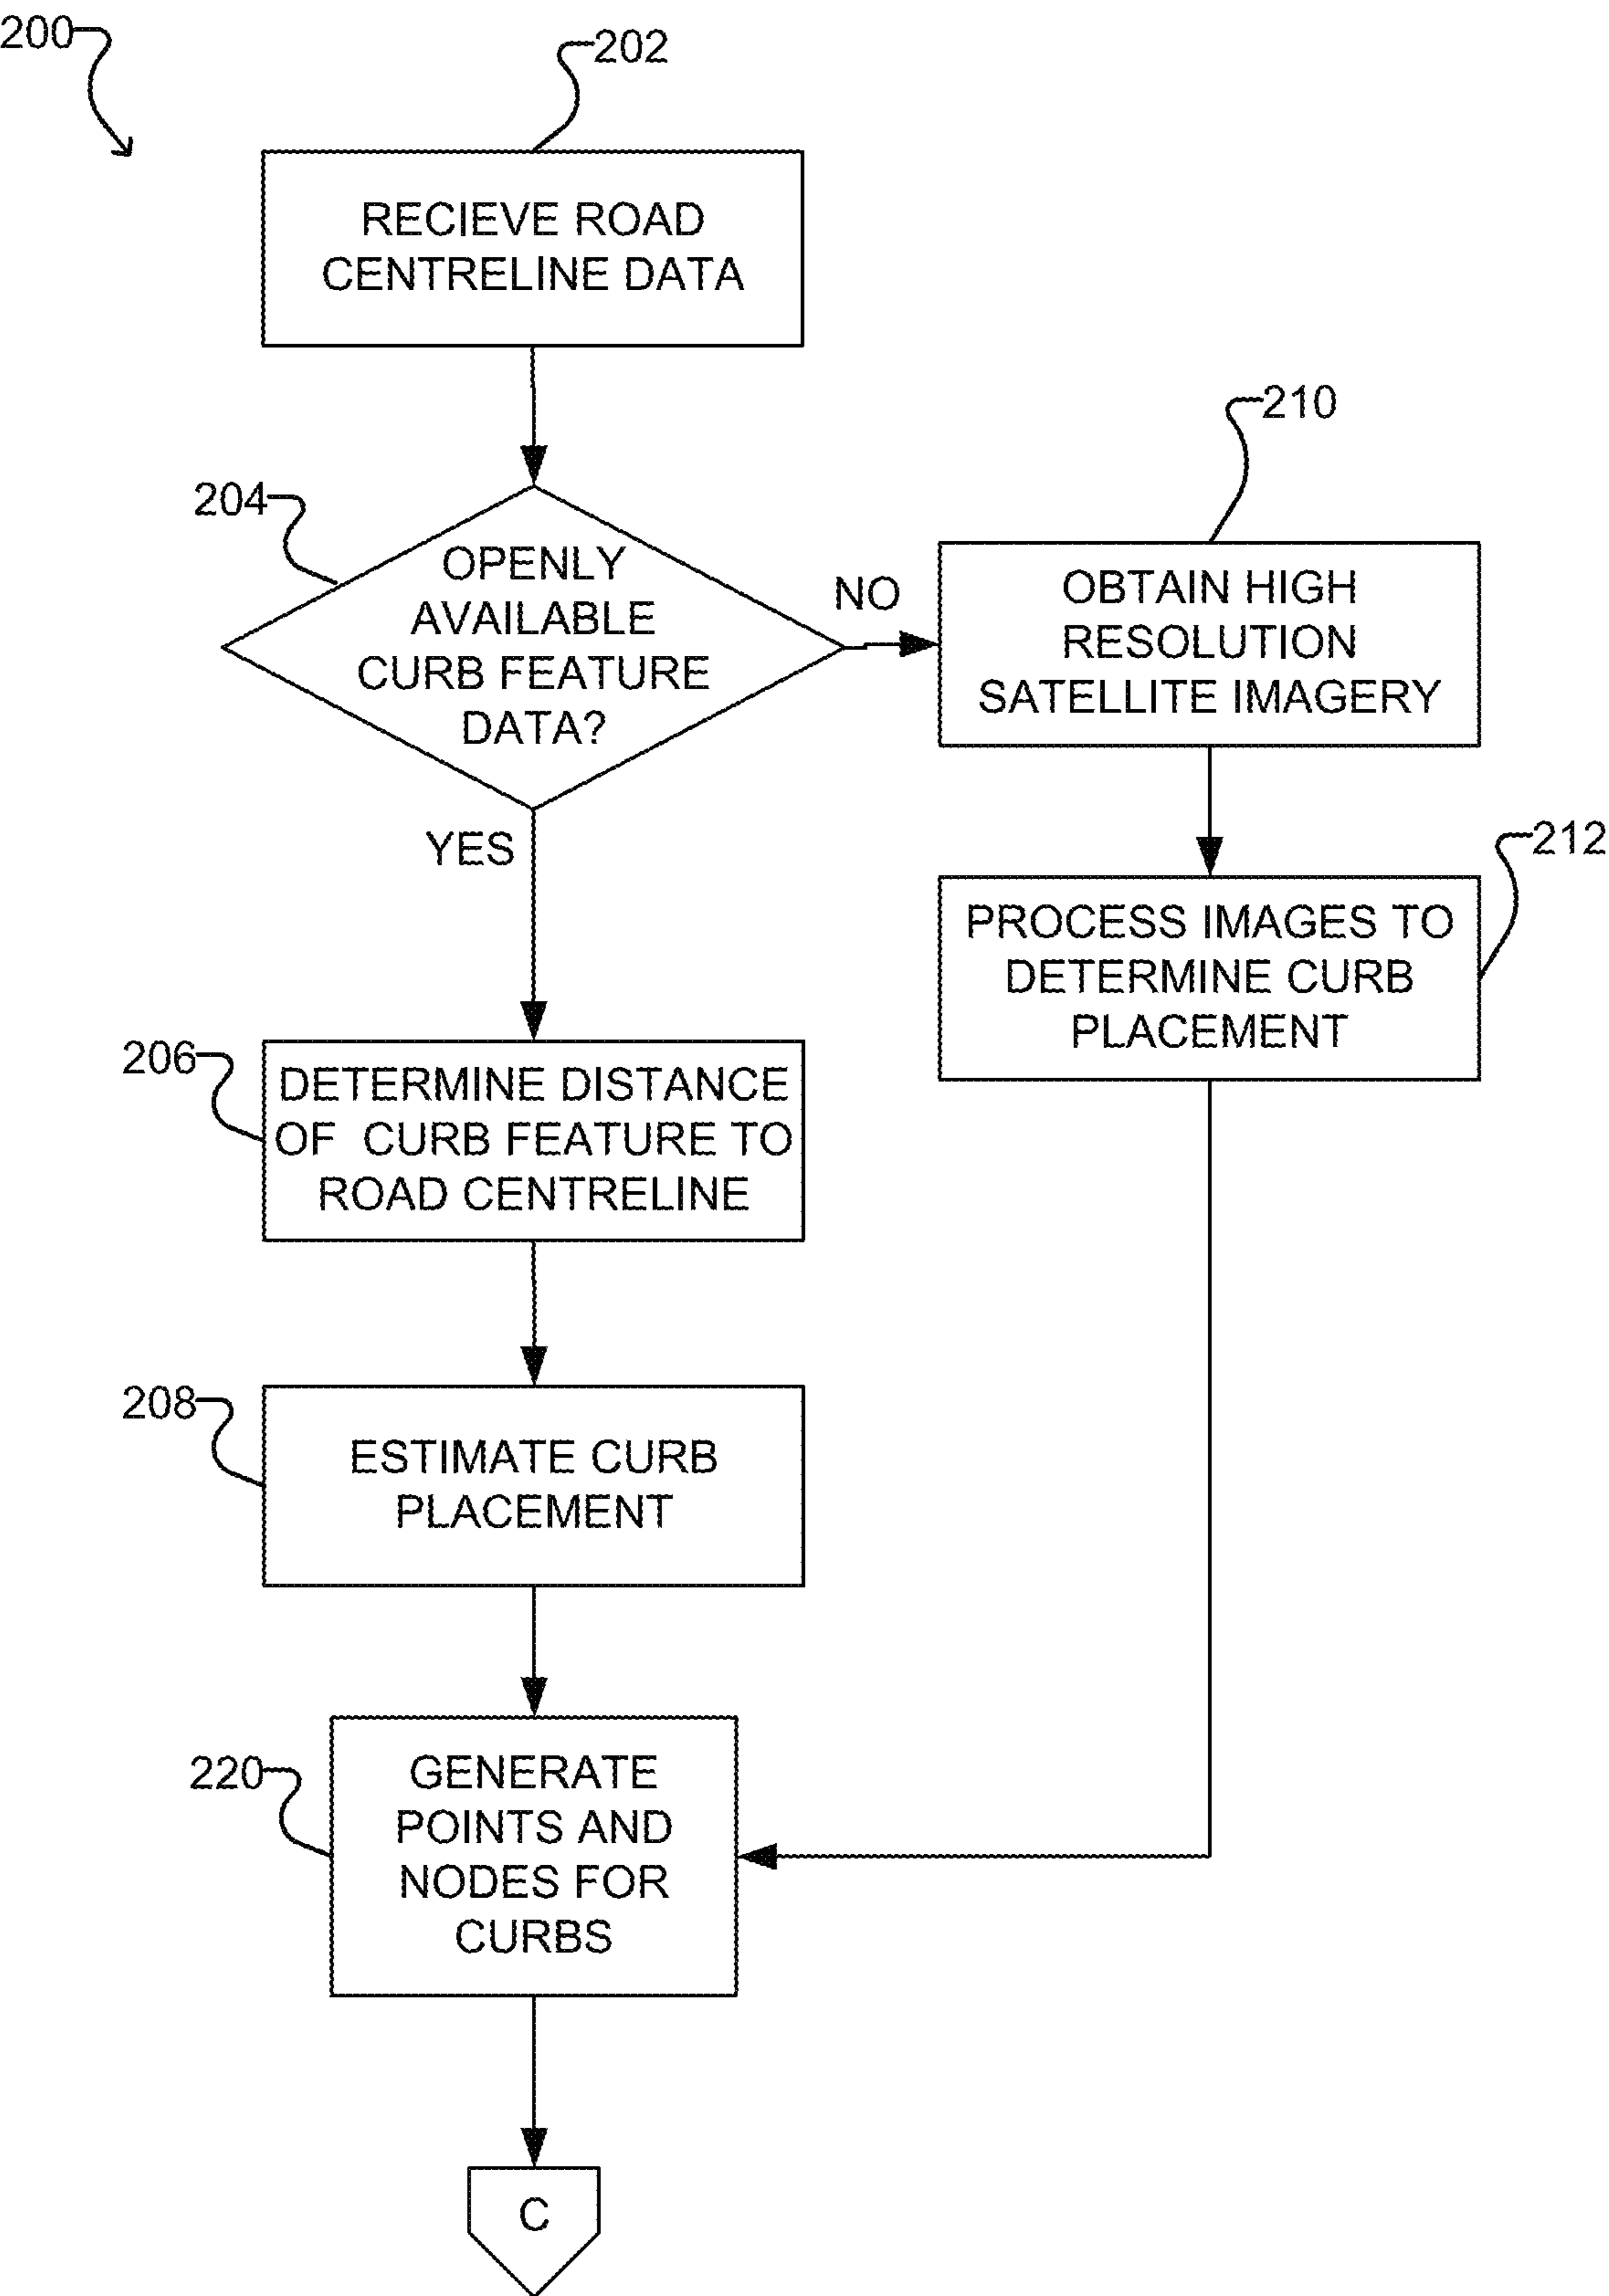 200
202
RECIEVE ROAD
CENTRELINE DATA
204
OPENLY
AVAILABLE
CURB FEATURE
DATA?
NO
YES
210
OBTAIN HIGH
RESOLUTION
SATELLITE IMAGERY
212
PROCESS IMAGES TO
DETERMINE CURB
PLACEMENT
206
DETERMINE DISTANCE
OF CURB FEATURE TO
ROAD CENTRELINE
208
ESTIMATE CURB
PLACEMENT
220
GENERATE
POINTS AND
NODES FOR
CURBS
C